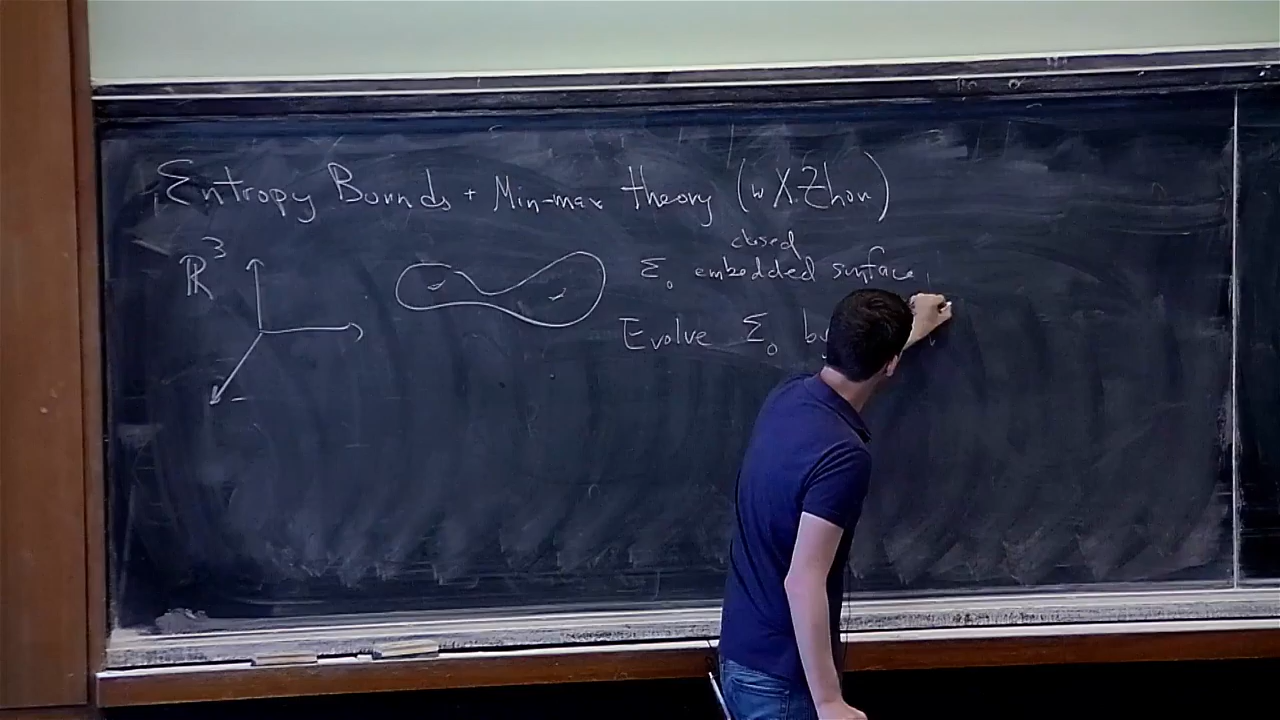 Entropy Bounds + Min-max theory (w X. Zhou)
ℝ³
closed
Σ₀ embedded surface
Evolve Σ₀ by